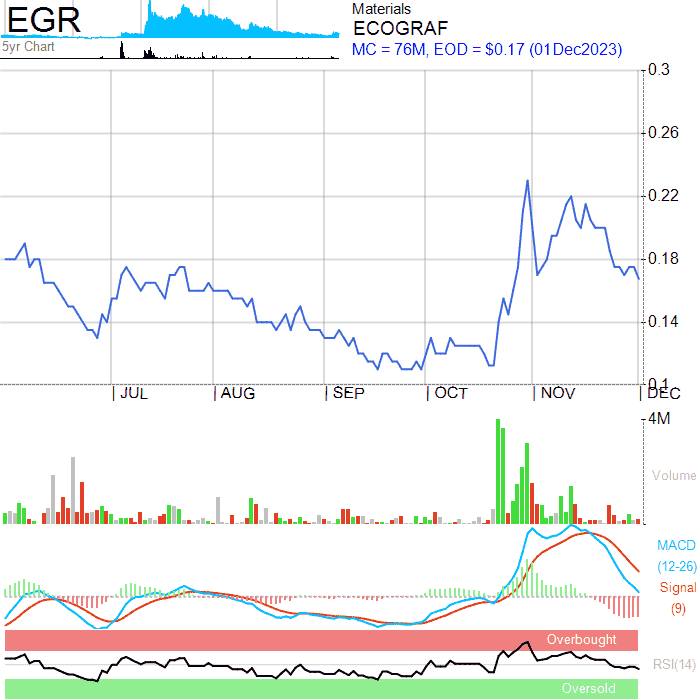 EGR
5yr Chart
Materials
ECOGRAF
MC = 76M, EOD = $0.17 (01Dec2023)
0.3
0.26
0.22
0.18
0.14
0.1
JUL AUG SEP OCT NOV DEC
4M
Volume
MACD
(12-26)
Signal
(9)
Overbought
RSI(14)
Oversold